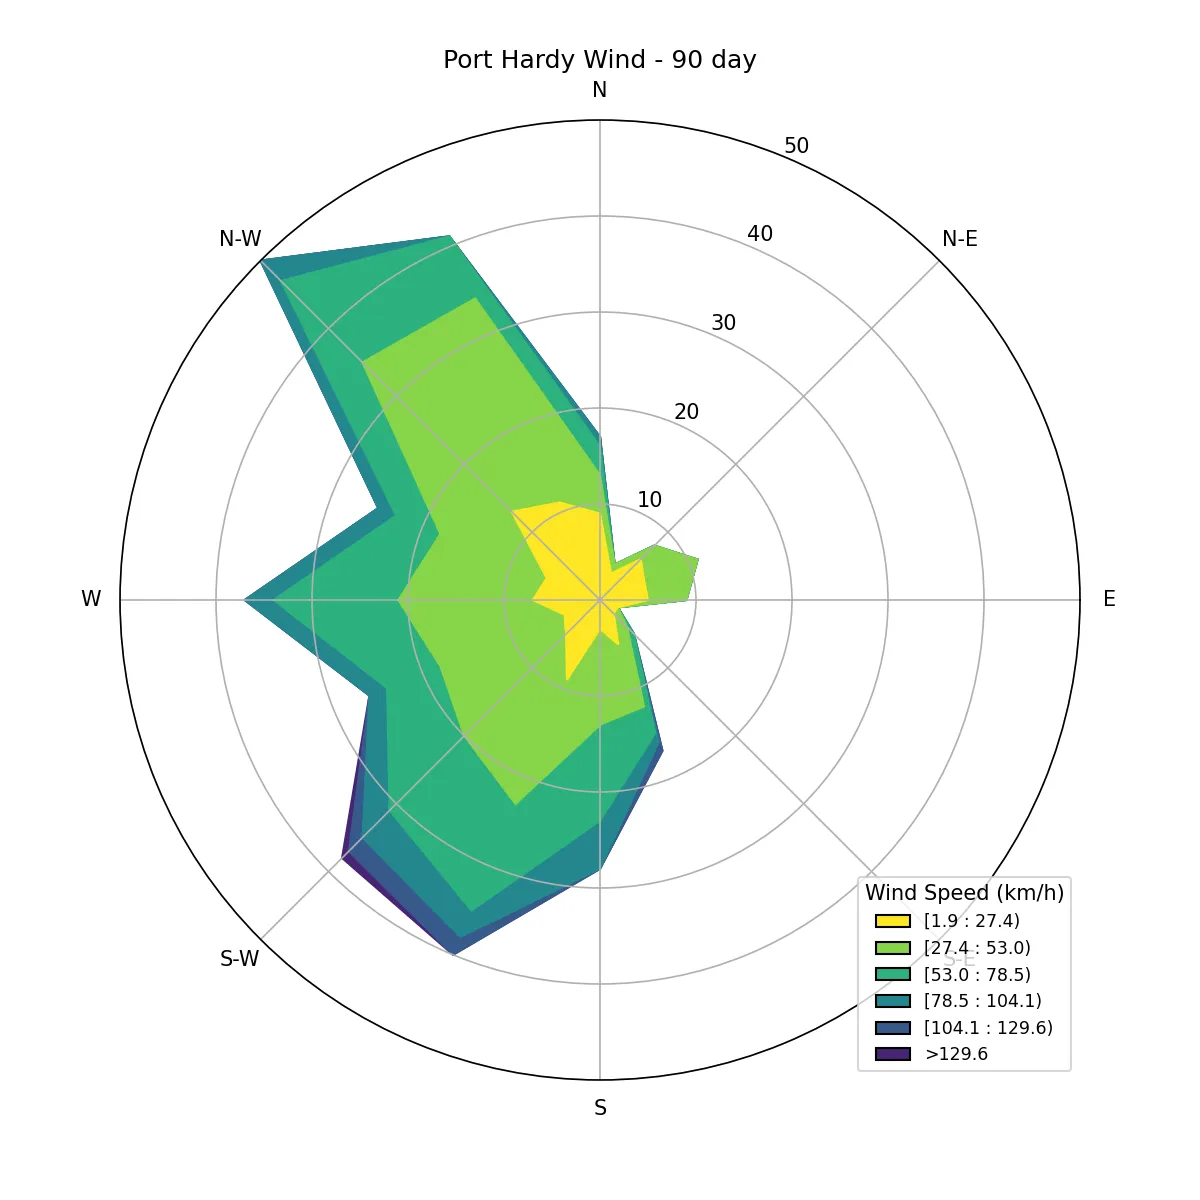 Port Hardy Wind - 90 day
N
50
N-W
40
N-E
30
20
10
W
E
Wind Speed (km/h)
[1.9 : 27.4)
[27.4 : 53.0)
S-W
S-E
[53.0 : 78.5)
[78.5 : 104.1)
[104.1 : 129.6)
>129.6
S